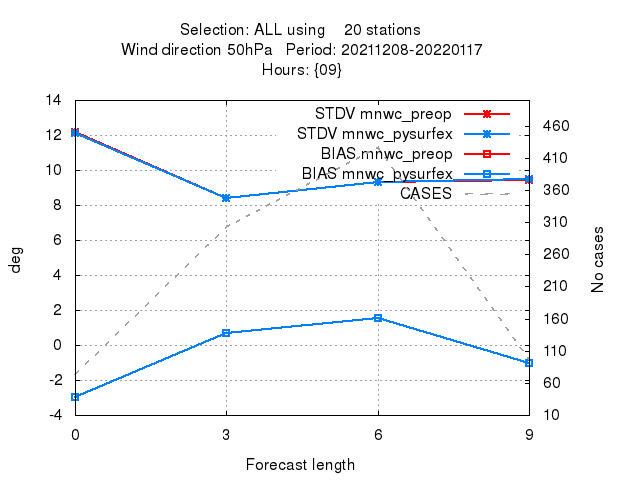 Selection: ALL using 20 stations
Wind direction 50hPa Period: 20211208-20220117
Hours: {09}
STDV mnwc_preop
STDV mnwc_pysurfex
BIAS mnwc_preop
BIAS mnwc_pysurfex
CASES
14
12
10
8
6
4
2
0
-2
-4
deg
460
410
360
310
260
210
160
110
60
10
No cases
0 3 6 9
Forecast length